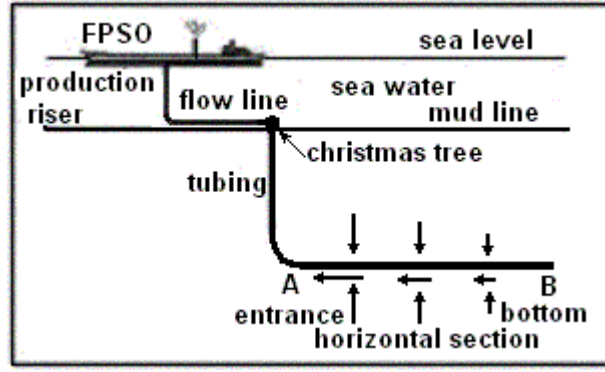 FPSO
sea level
production
riser
flow line
sea water
mud line
christmas tree
tubing
A
B
entrance
bottom
horizontal section